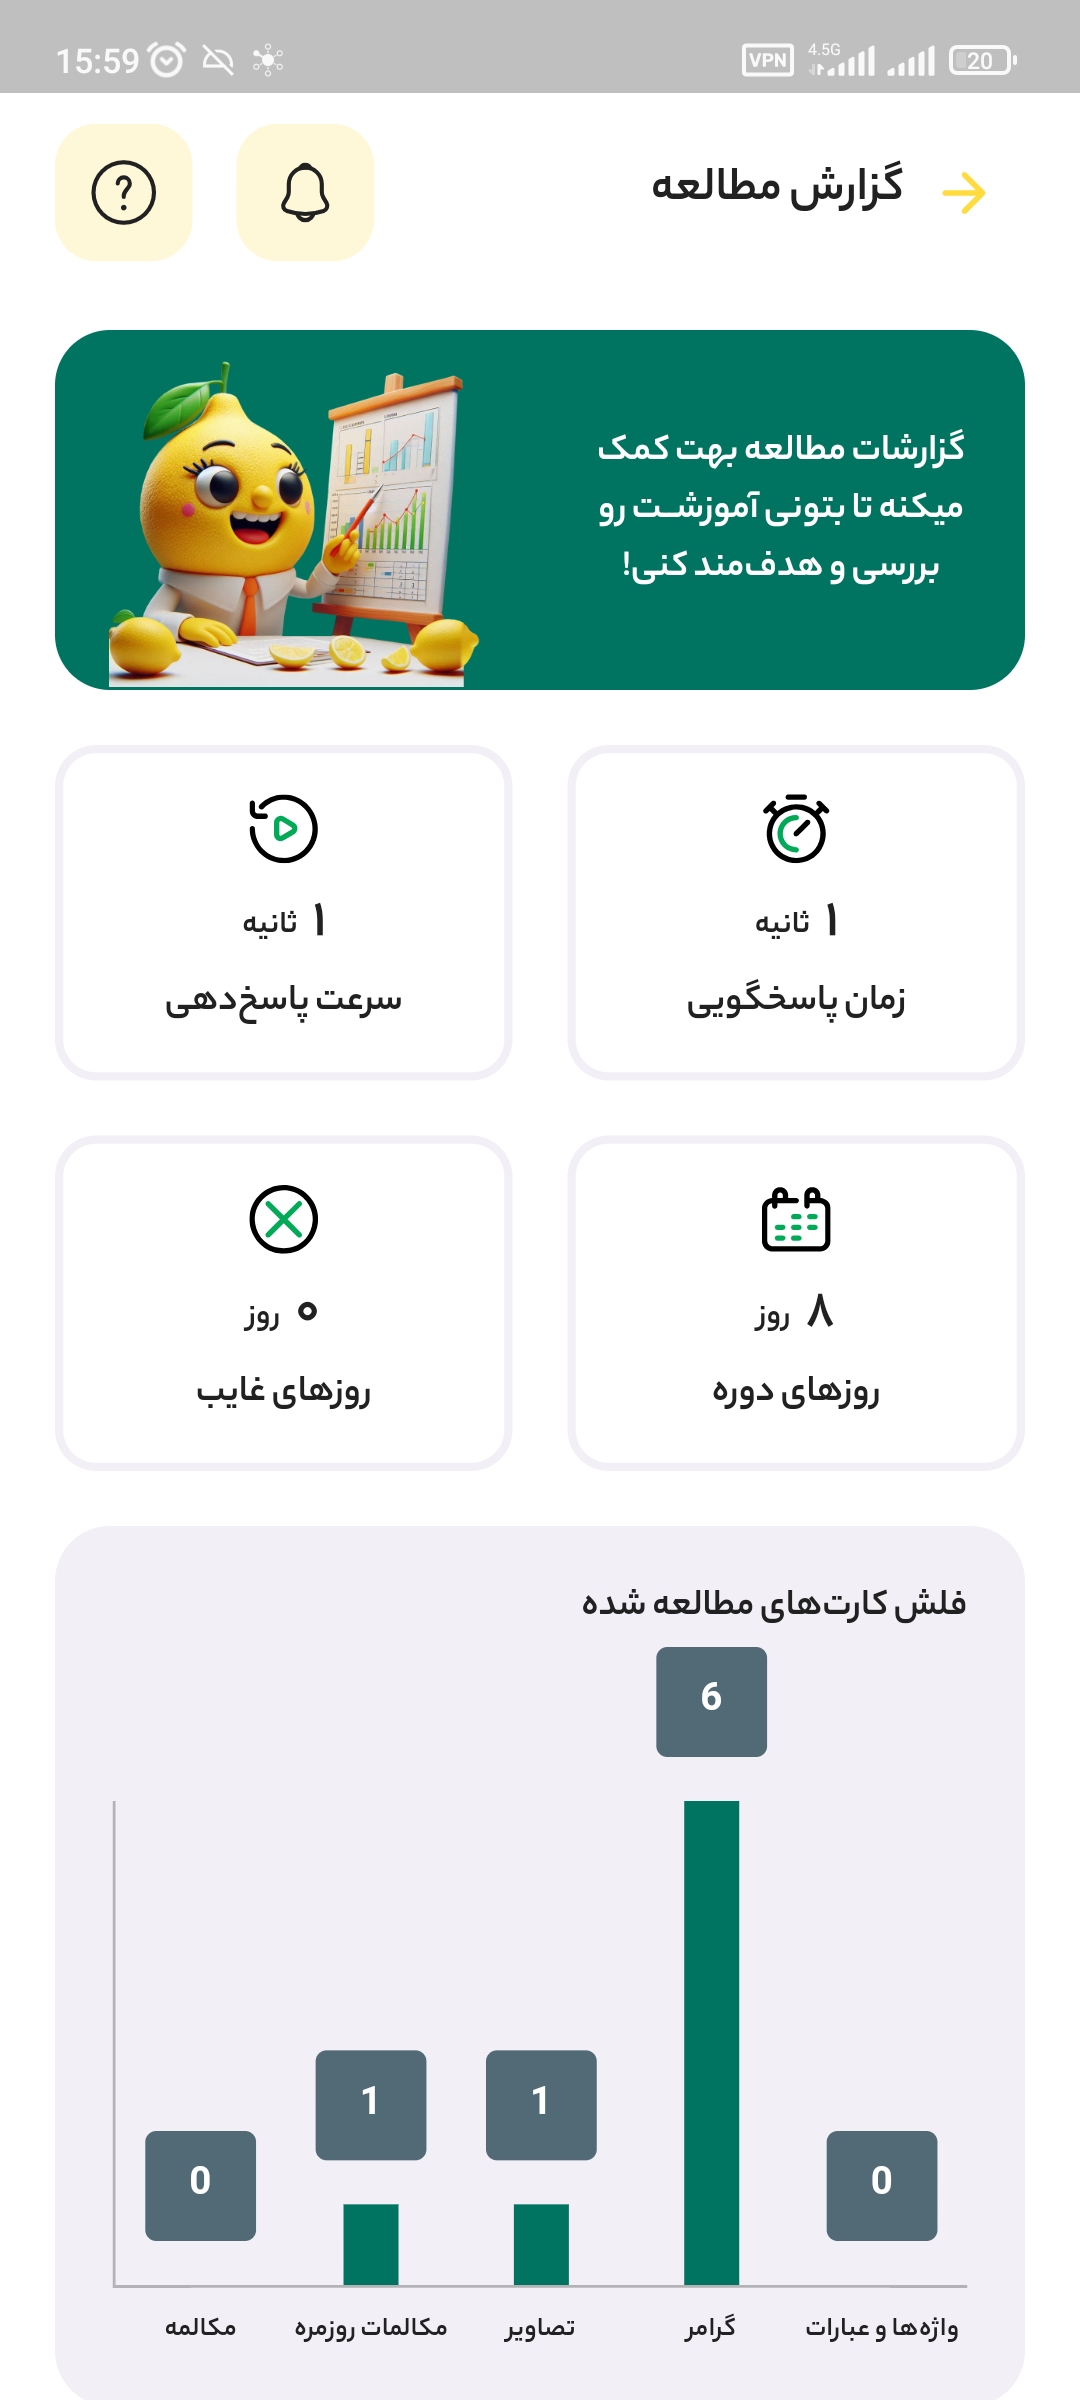 15:59
VPN
4.5G
20
گزارش مطالعه
گزارشات مطالعه بهت کمک
میکنه تا بتونی آموزشـت رو
بررسی و هدف‌مند کنی!
۱ ثانیه
زمان پاسخگویی
۱ ثانیه
سرعت پاسخ‌دهی
۸ روز
روزهای دوره
۰ روز
روزهای غایب
فلش کارت‌های مطالعه شده
6
1
1
0
0
واژه‌ها و عبارات
گرامر
تصاویر
مکالمات روزمره
مکالمه